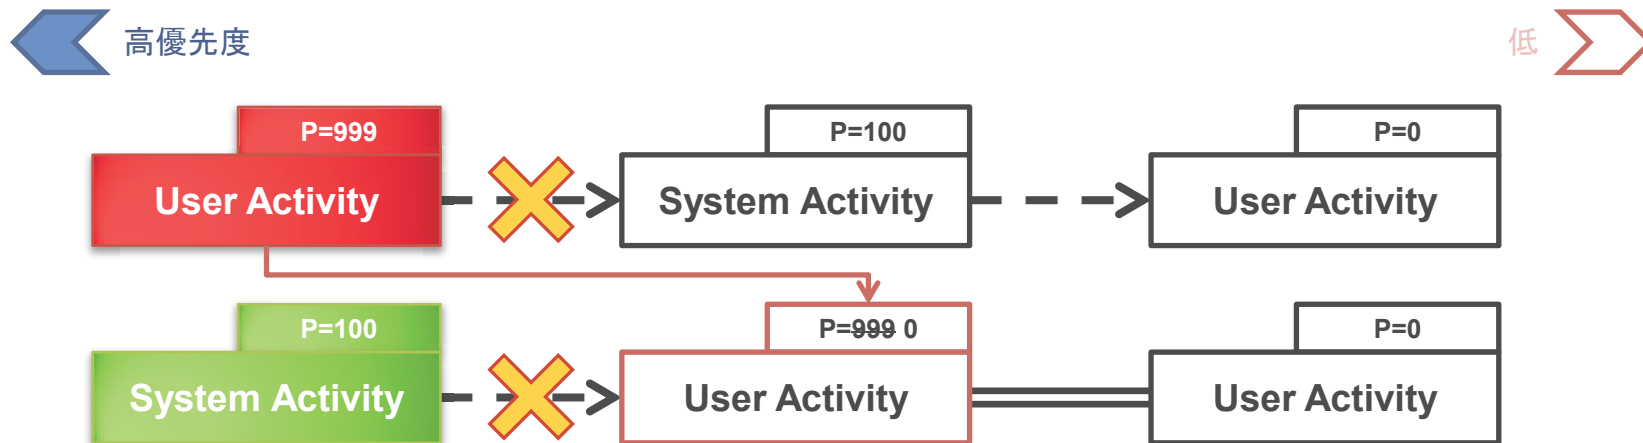 高優先度
低
P=999
P=100
P=0
User Activity
System Activity
User Activity
P=100
P=999 0
P=0
System Activity
User Activity
User Activity